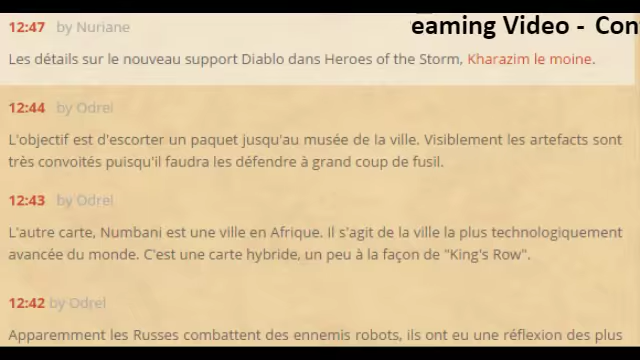 eaming Video - Con
12:47 by Nuriane
Les détails sur le nouveau support Diablo dans Heroes of the Storm, Kharazim le moine.
12:44 by Odrel
L'objectif est d'escorter un paquet jusqu'au musée de la ville. Visiblement les artefacts sont
très convoités puisqu'il faudra les défendre à grand coup de fusil.
12:43 by Odrel
L'autre carte, Numbani est une ville en Afrique. Il s'agit de la ville la plus technologiquement
avancée du monde. C'est une carte hybride, un peu à la façon de "King's Row".
12:42 by Odrel
Apparemment les Russes combattent des ennemis robots, ils ont eu une réflexion des plus